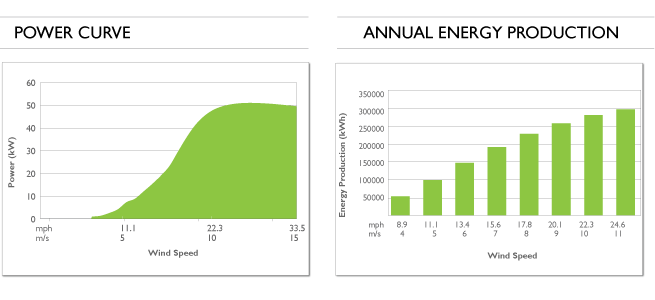 POWER CURVE
60
50
40
30
20
10
0
Power (kW)
mph 11.1 22.3 33.5
m/s 5 10 15
Wind Speed
ANNUAL ENERGY PRODUCTION
350000
300000
250000
200000
150000
100000
50000
Energy Production (kWh)
mph 8.9 11.1 13.4 15.6 17.8 20.1 22.3 24.6
m/s 4 5 6 7 8 9 10 11
Wind Speed